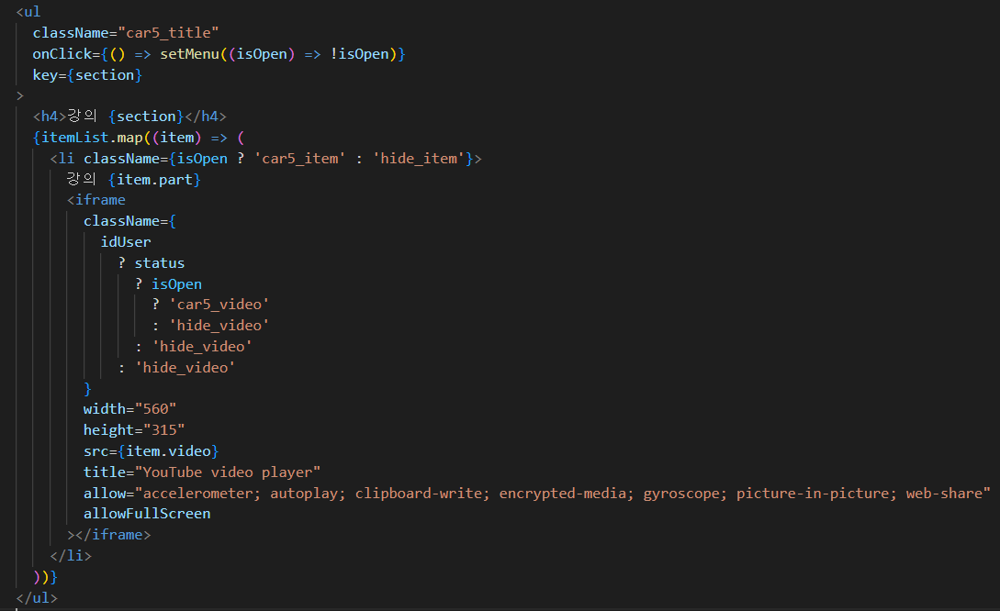 <ul
className="car5_title"
onClick={() => setMenu((isOpen) => !isOpen)}
key={section}
>
<h4>강의 {section}</h4>
{itemList.map((item) => (
<li className={isOpen ? 'car5_item' : 'hide_item'}>
강의 {item.part}
<iframe
className={
idUser
? status
? isOpen
? 'car5_video'
: 'hide_video'
: 'hide_video'
: 'hide_video'
}
width="560"
height="315"
src={item.video}
title="YouTube video player"
allow="accelerometer; autoplay; clipboard-write; encrypted-media; gyroscope; picture-in-picture; web-share"
allowFullScreen
></iframe>
</li>
))}
</ul>